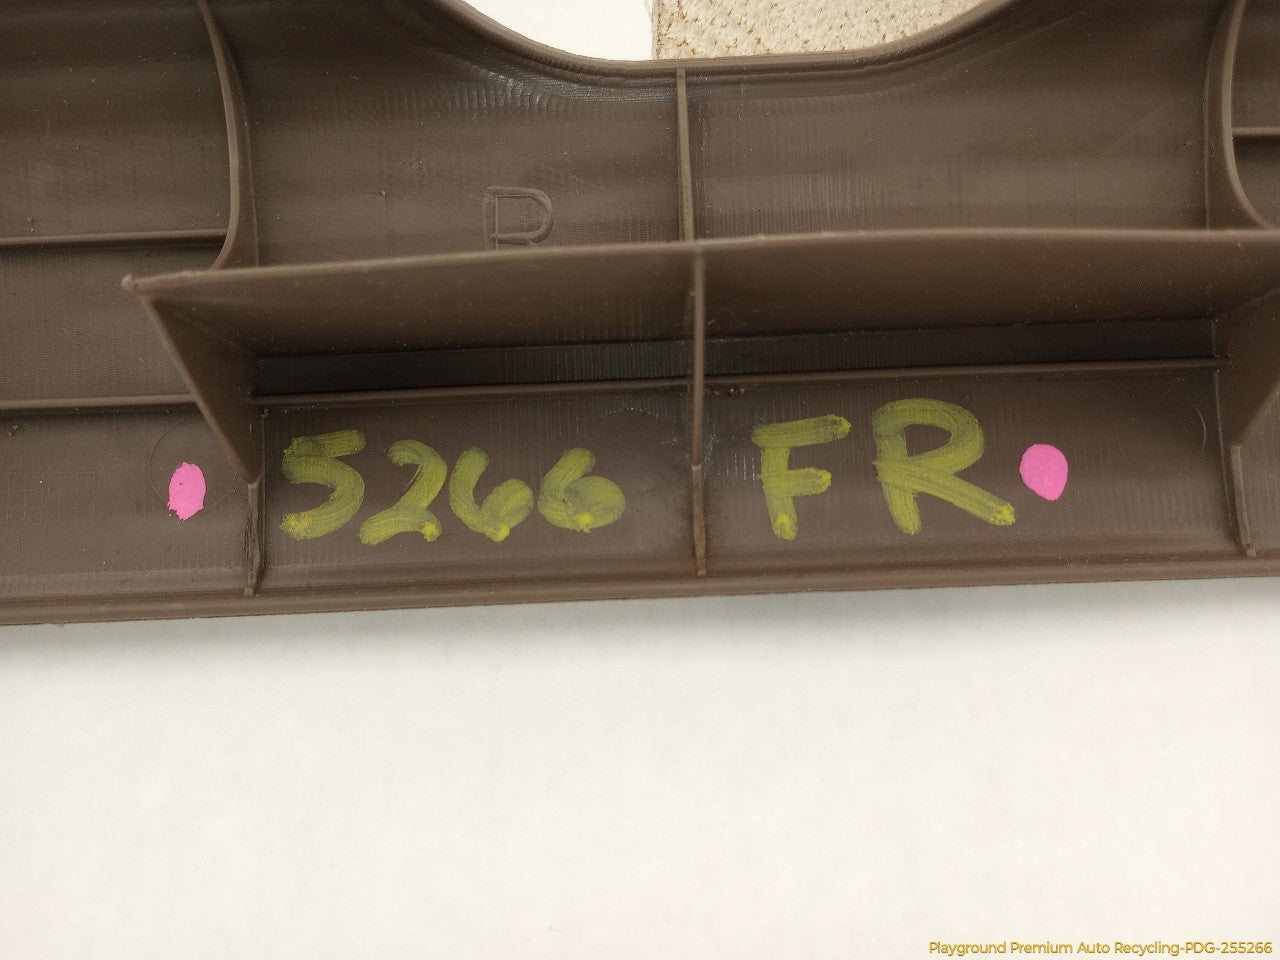 R
5266 FR
Playground Premium Auto Recycling-PDG-255266